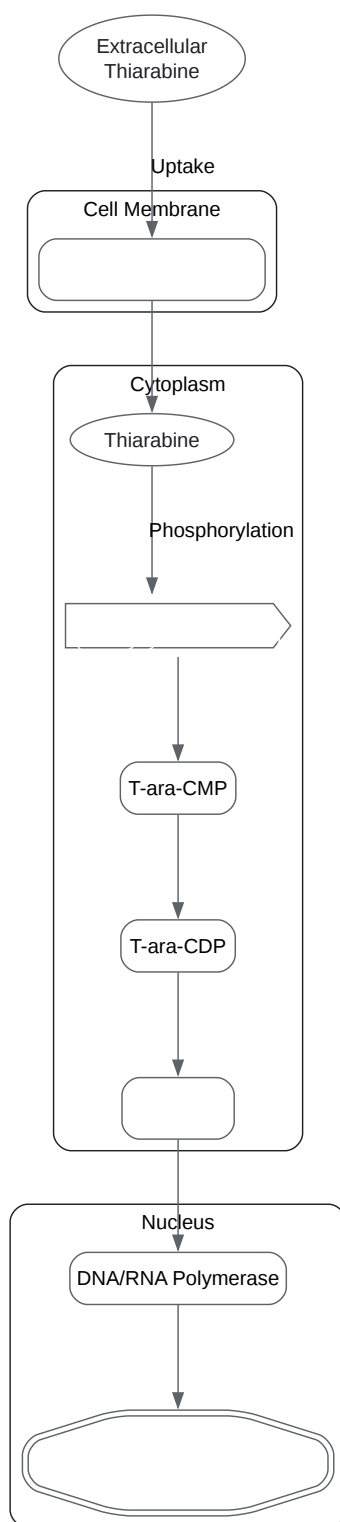 Extracellular
Thiarabine
Uptake
Cell Membrane
Cytoplasm
Thiarabine
Phosphorylation
T-ara-CMP
T-ara-CDP
Nucleus
DNA/RNA Polymerase